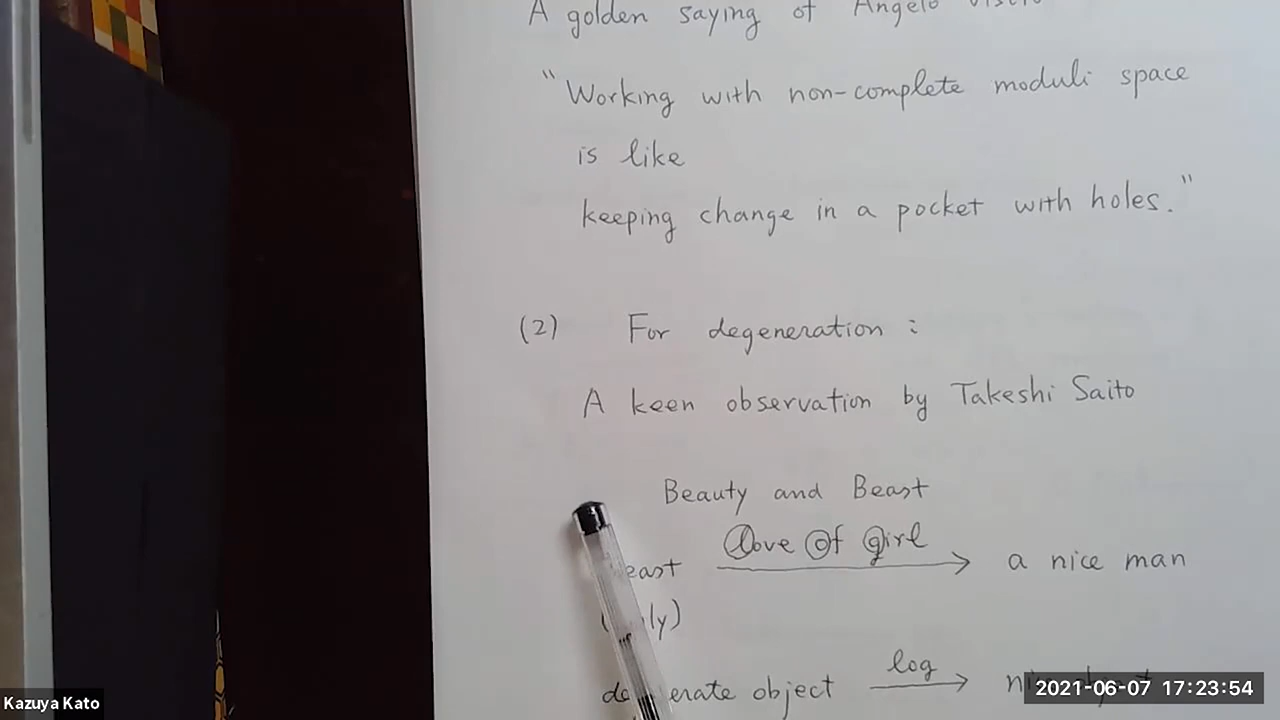 A golden saying of Angelo
"Working with non-complete moduli space
is like
keeping change in a pocket with holes."
(2) For degeneration :
A keen observation by Takeshi Saito
Beauty and Beast
love of girl
east → a nice man
ly)
erate object log →
2021-06-07 17:23:54
Kazuya Kato